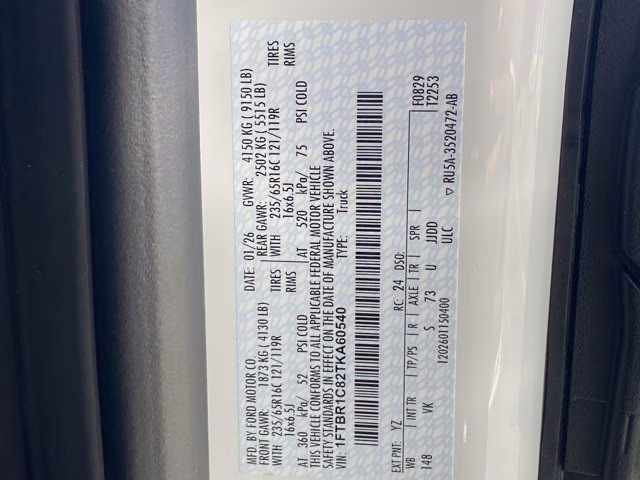 MFD. BY FORD MOTOR CO.
DATE: 01/26 GVWR: 4150 KG ( 9150 LB)
FRONT GAWR: 1873 KG ( 4130 LB)
REAR GAWR: 2502 KG ( 5515 LB)
WITH 235/65R16C 121/119R TIRES
WITH 235/65R16C 121/119R TIRES
16x6.5J RIMS
16x6.5J RIMS
AT 360 kPa/ 52 PSI COLD
AT 520 kPa/ 75 PSI COLD
THIS VEHICLE CONFORMS TO ALL APPLICABLE FEDERAL MOTOR VEHICLE
SAFETY STANDARDS IN EFFECT ON THE DATE OF MANUFACTURE SHOWN ABOVE.
VIN: 1FTBR1C82TKA60540
TYPE: Truck
F0829
12253
EXT PNT: YZ RC: 24 DSO:
WB INT TR TP/PS R AXLE TR SPR
148 VK S 73 U JJDD
ULC
1202601150400
▽ RU5A-3520472-AB